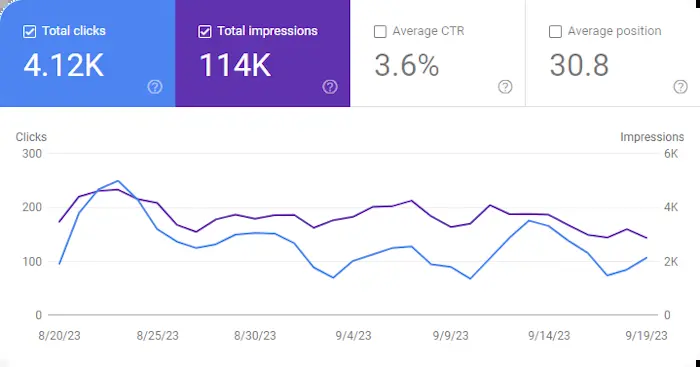 Total clicks
4.12K
Total impressions
114K
Average CTR
3.6%
Average position
30.8
Clicks
Impressions
300
6K
200
4K
100
2K
0
0
8/20/23 8/25/23 8/30/23 9/4/23 9/9/23 9/14/23 9/19/23